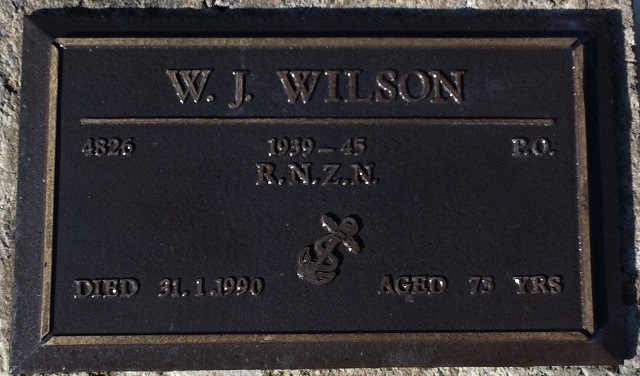 W. J. WILSON
4826 1939-45 P.O.
R.N.Z.N.
DIED 31.1.1990 AGED 73 YRS